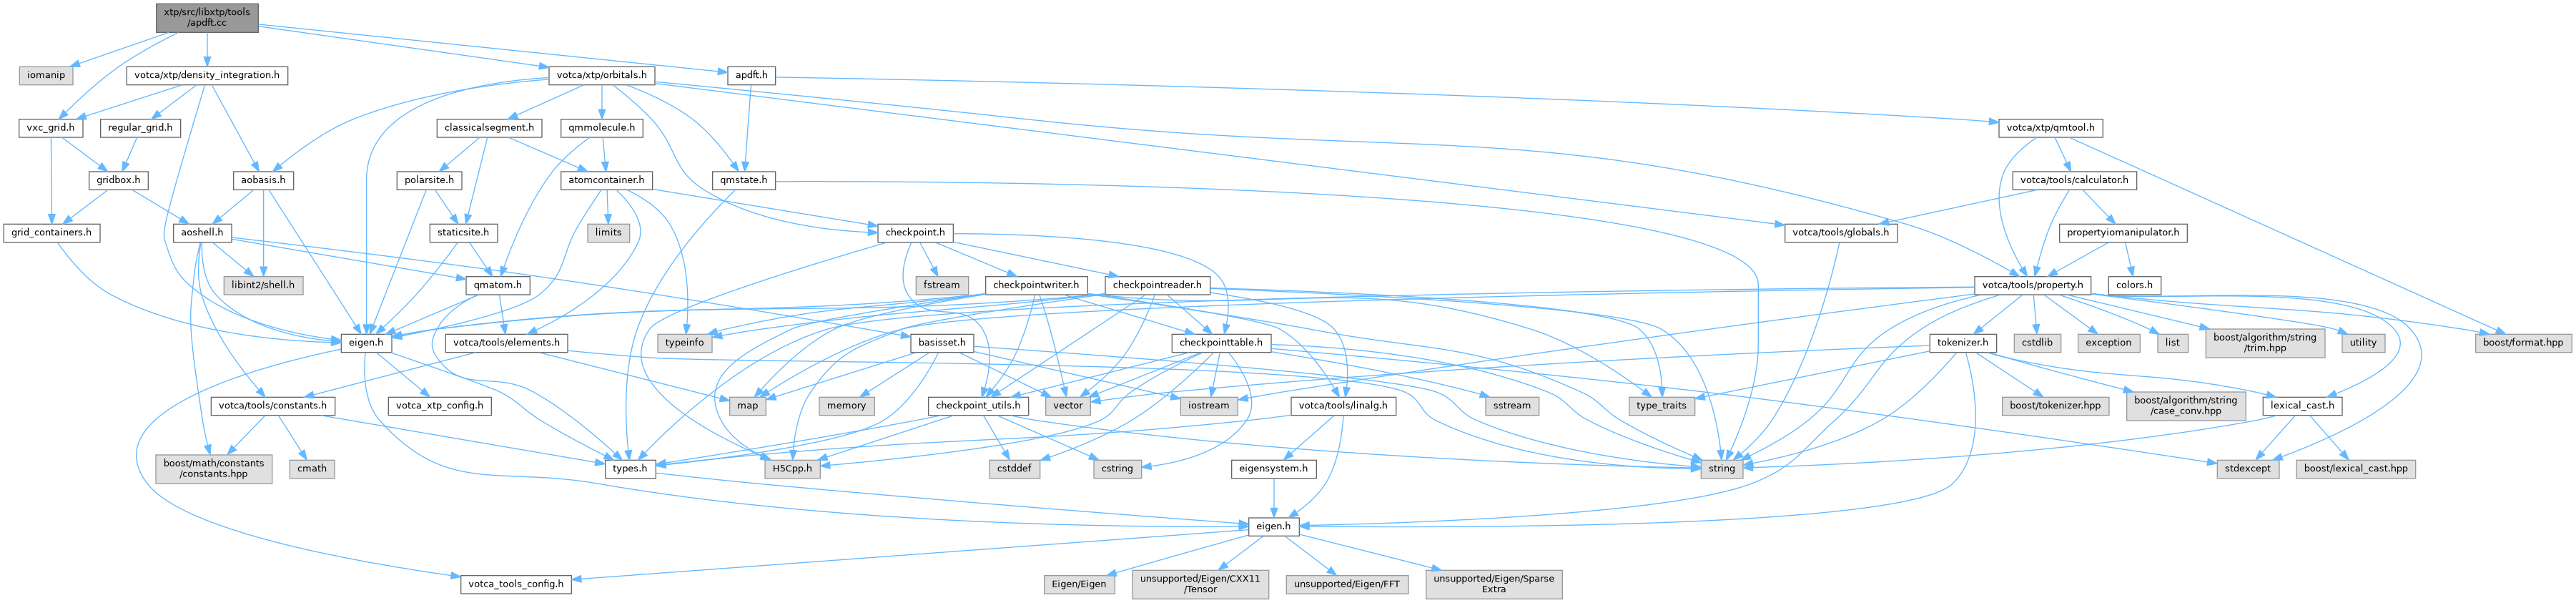 xtp/src/libxtp/tools
/apdft.cc
iomanip
votca/xtp/density_integration.h
votca/xtp/orbitals.h
apdft.h
vxc_grid.h
regular_grid.h
classicalsegment.h
qmmolecule.h
votca/xtp/qmtool.h
gridbox.h
aobasis.h
polarsite.h
atomcontainer.h
qmstate.h
votca/tools/calculator.h
grid_containers.h
aoshell.h
staticsite.h
limits
checkpoint.h
votca/tools/globals.h
propertyiomanipulator.h
libint2/shell.h
qmatom.h
fstream
checkpointwriter.h
checkpointreader.h
votca/tools/property.h
colors.h
eigen.h
votca/tools/elements.h
typeinfo
basisset.h
checkpointtable.h
tokenizer.h
cstdlib
exception
list
boost/algorithm/string
/trim.hpp
utility
boost/format.hpp
votca/tools/constants.h
votca_xtp_config.h
map
memory
checkpoint_utils.h
vector
iostream
votca/tools/linalg.h
sstream
type_traits
boost/tokenizer.hpp
boost/algorithm/string
/case_conv.hpp
lexical_cast.h
boost/math/constants
/constants.hpp
cmath
types.h
H5Cpp.h
cstddef
cstring
eigensystem.h
string
stdexcept
boost/lexical_cast.hpp
eigen.h
votca_tools_config.h
Eigen/Eigen
unsupported/Eigen/CXX11
/Tensor
unsupported/Eigen/FFT
unsupported/Eigen/Sparse
Extra